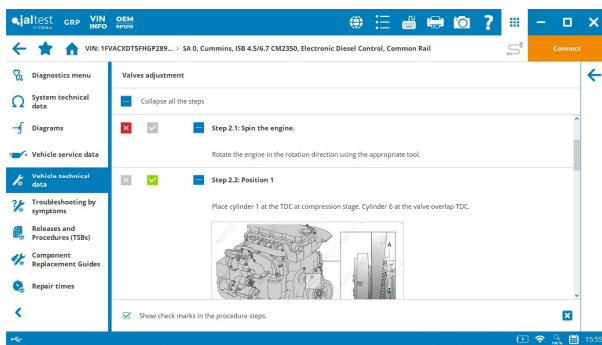 jaltest GRP VIN INFO OEM RP1210
by COJALI
?
VIN: 1FVACXDT5FHGP289... > SA 0, Cummins, ISB 4.5/6.7 CM2350, Electronic Diesel Control, Common Rail
Connect
Diagnostics menu
System technical data
Diagrams
Vehicle service data
Vehicle technical data
Troubleshooting by symptoms
Releases and Procedures (TSBs)
Component Replacement Guides
Repair times
Valves adjustment
Collapse all the steps
Step 2.1: Spin the engine.
Rotate the engine in the rotation direction using the appropriate tool.
Step 2.2: Position 1
Place cylinder 1 at the TDC at compression stage. Cylinder 6 at the valve overlap TDC.
A
Show check marks in the procedure steps.
100 %
15:55